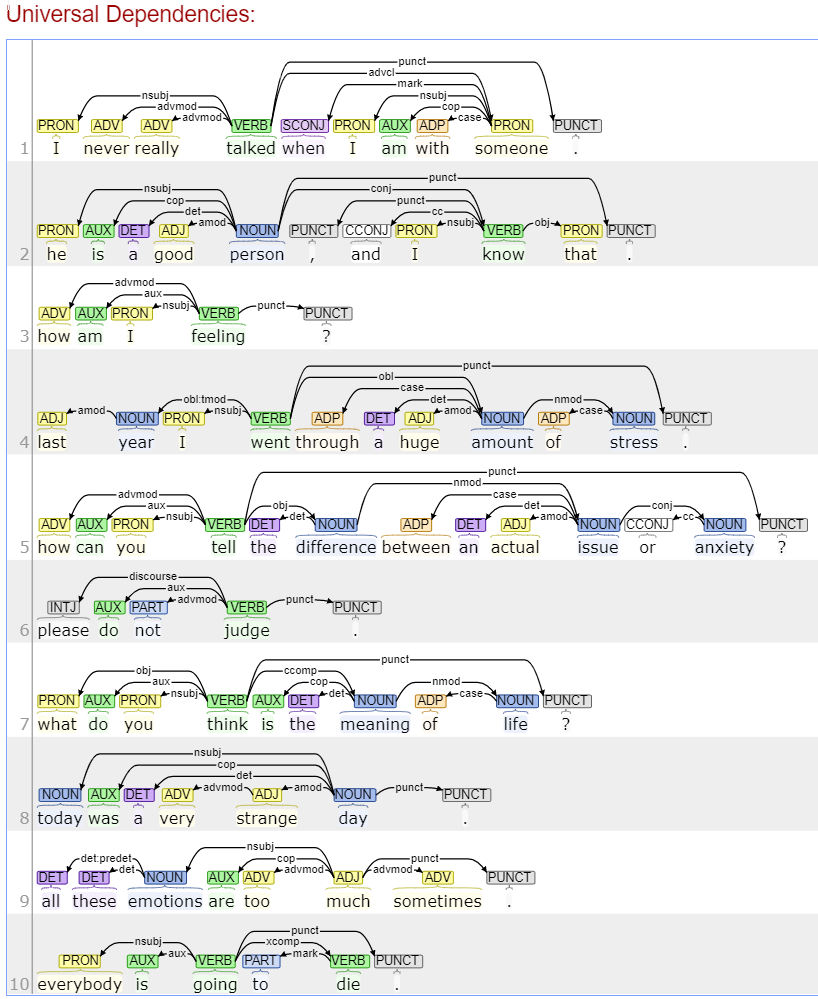 Universal Dependencies:
punct
advcl
mark
nsubj nsubj
advmod cop
advmod case
PRON ADV ADV VERB SCONJ PRON AUX ADP PRON PUNCT
1 I never really talked when I am with someone .
punct
nsubj conj
cop punct
det cc
amod nsubj obj
PRON AUX DET ADJ NOUN PUNCT CCONJ PRON VERB PRON PUNCT
2 he is a good person , and I know that .
advmod
aux
nsubj punct
ADV AUX PRON VERB PUNCT
3 how am I feeling ?
punct
obl
case
obl:tmod det nmod
amod nsubj amod case
ADJ NOUN PRON VERB ADP DET ADJ NOUN ADP NOUN PUNCT
4 last year I went through a huge amount of stress .
punct
nmod
advmod case
aux obj det conj
nsubj det amod cc
ADV AUX PRON VERB DET NOUN ADP DET ADJ NOUN CCONJ NOUN PUNCT
5 how can you tell the difference between an actual issue or anxiety ?
discourse
aux
advmod punct
INTJ AUX PART VERB PUNCT
6 please do not judge .
punct
obj ccomp
aux cop nmod
nsubj det case
PRON AUX PRON VERB AUX DET NOUN ADP NOUN PUNCT
7 what do you think is the meaning of life ?
nsubj
cop
det
advmod amod punct
NOUN AUX DET ADV ADJ NOUN PUNCT
8 today was a very strange day .
nsubj
det:predet cop punct
det advmod advmod
DET DET NOUN AUX ADV ADJ ADV PUNCT
9 all these emotions are too much sometimes .
punct
nsubj xcomp
aux mark
PRON AUX VERB PART VERB PUNCT
10 everybody is going to die .